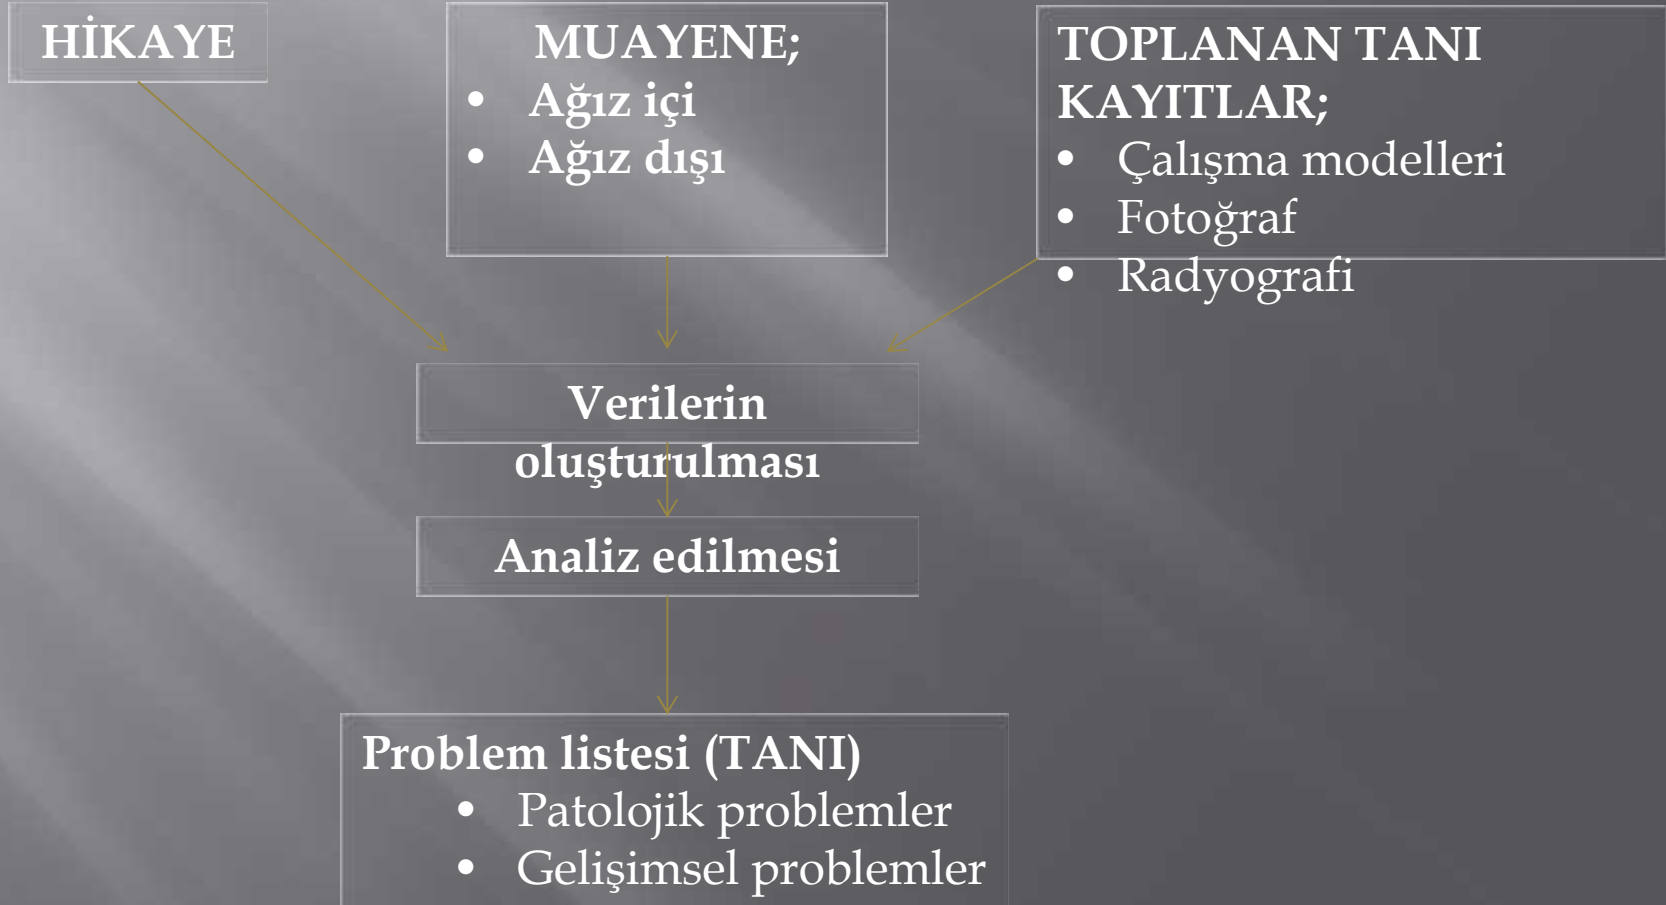 HİKAYE
MUAYENE;
• Ağız içi
• Ağız dışı
TOPLANAN TANI
KAYITLAR;
• Çalışma modelleri
• Fotoğraf
• Radyografi
Verilerin
oluşturulması
Analiz edilmesi
Problem listesi (TANI)
• Patolojik problemler
• Gelişimsel problemler